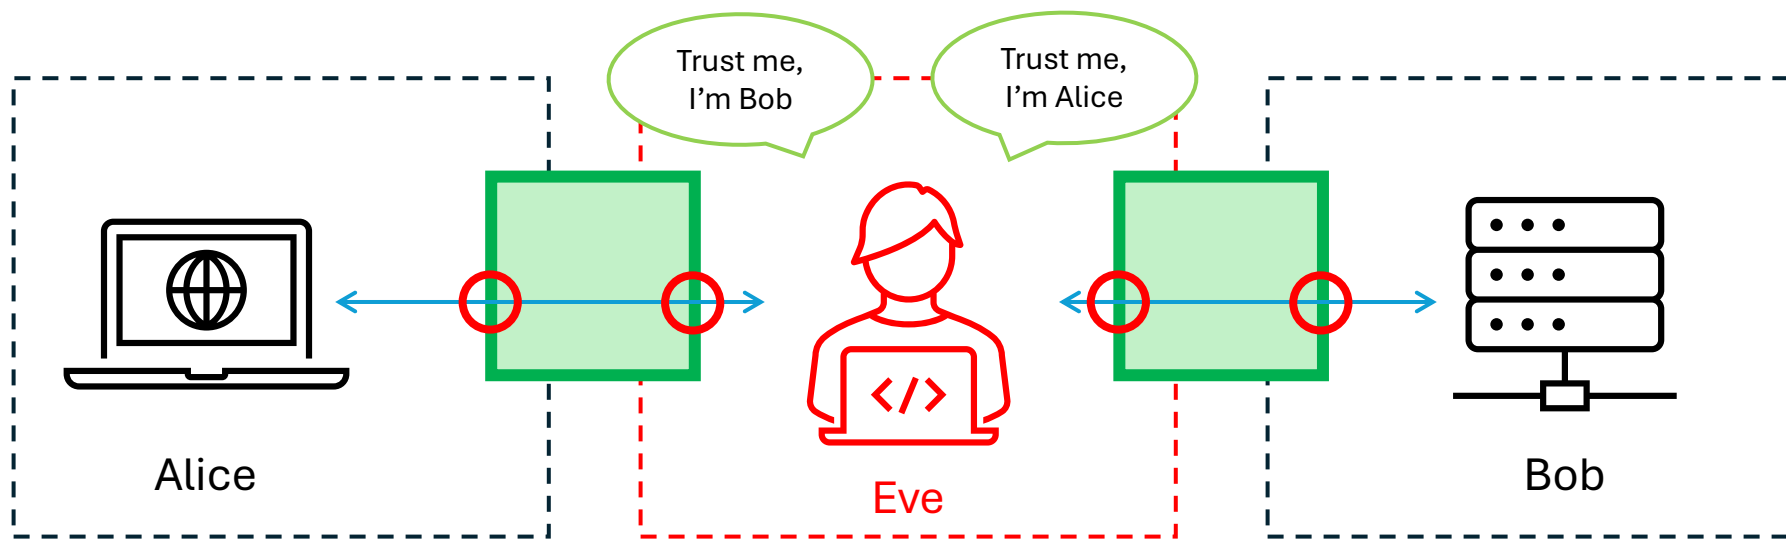 Trust me,
I’m Bob
Trust me,
I’m Alice
</>
Alice
Eve
Bob